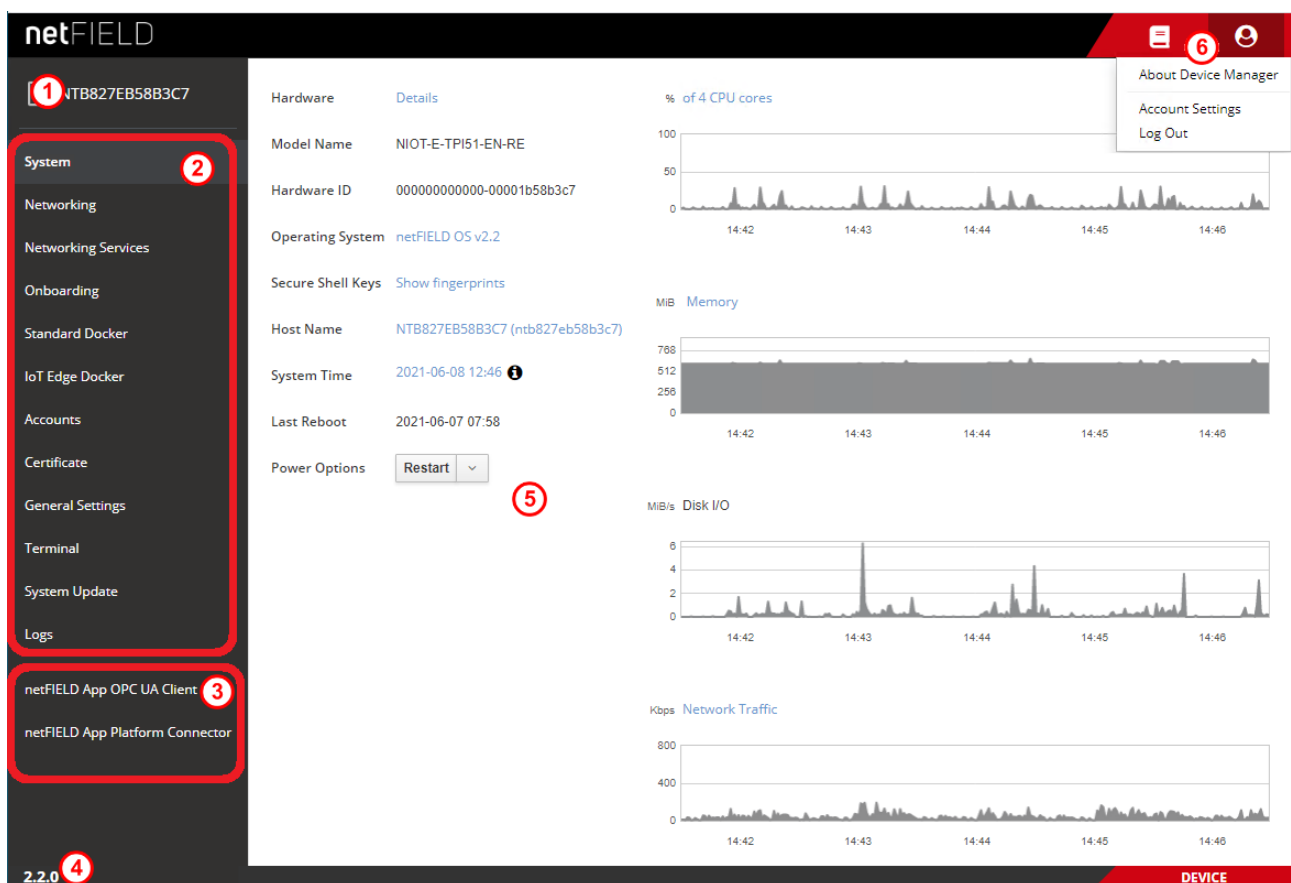 netFIELD
6
About Device Manager
Account Settings
Log Out
1
NTB827EB58B3C7
2
System
Networking
Networking Services
Onboarding
Standard Docker
IoT Edge Docker
Accounts
Certificate
General Settings
Terminal
System Update
Logs
netFIELD App OPC UA Client
3
netFIELD App Platform Connector
2.2.0
4
Hardware Details
Model Name NIOT-E-TPI51-EN-RE
Hardware ID 000000000000-00001b58b3c7
Operating System netFIELD OS v2.2
Secure Shell Keys Show fingerprints
Host Name NTB827EB58B3C7 (ntb827eb58b3c7)
System Time 2021-06-08 12:46
Last Reboot 2021-06-07 07:58
Power Options Restart
5
% of 4 CPU cores
100
50
0
14:42 14:43 14:44 14:45 14:46
MiB Memory
768
512
256
0
14:42 14:43 14:44 14:45 14:46
MiB/s Disk I/O
6
4
2
0
14:42 14:43 14:44 14:45 14:46
Kbps Network Traffic
800
400
0
14:42 14:43 14:44 14:45 14:46
DEVICE